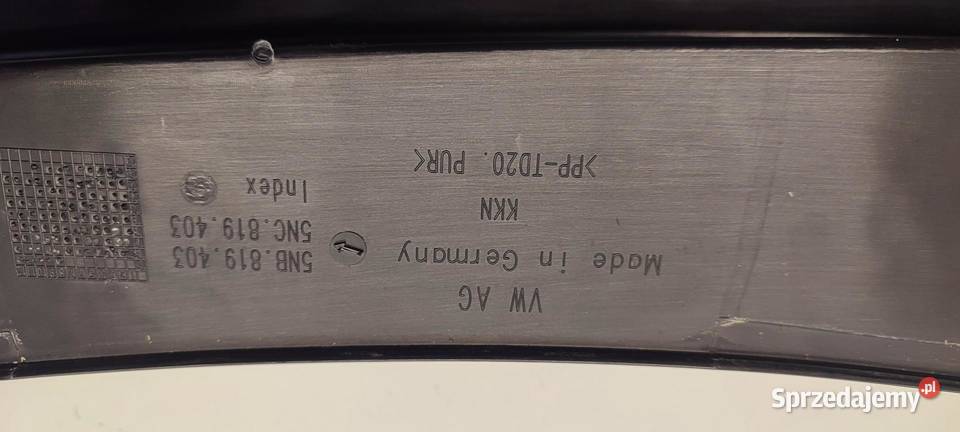 VW AG
Made in Germany
KKN
>PP-TD20. PUR<
5NB.819.403
5NC.819.403
Index
Sprzedajemy.pl